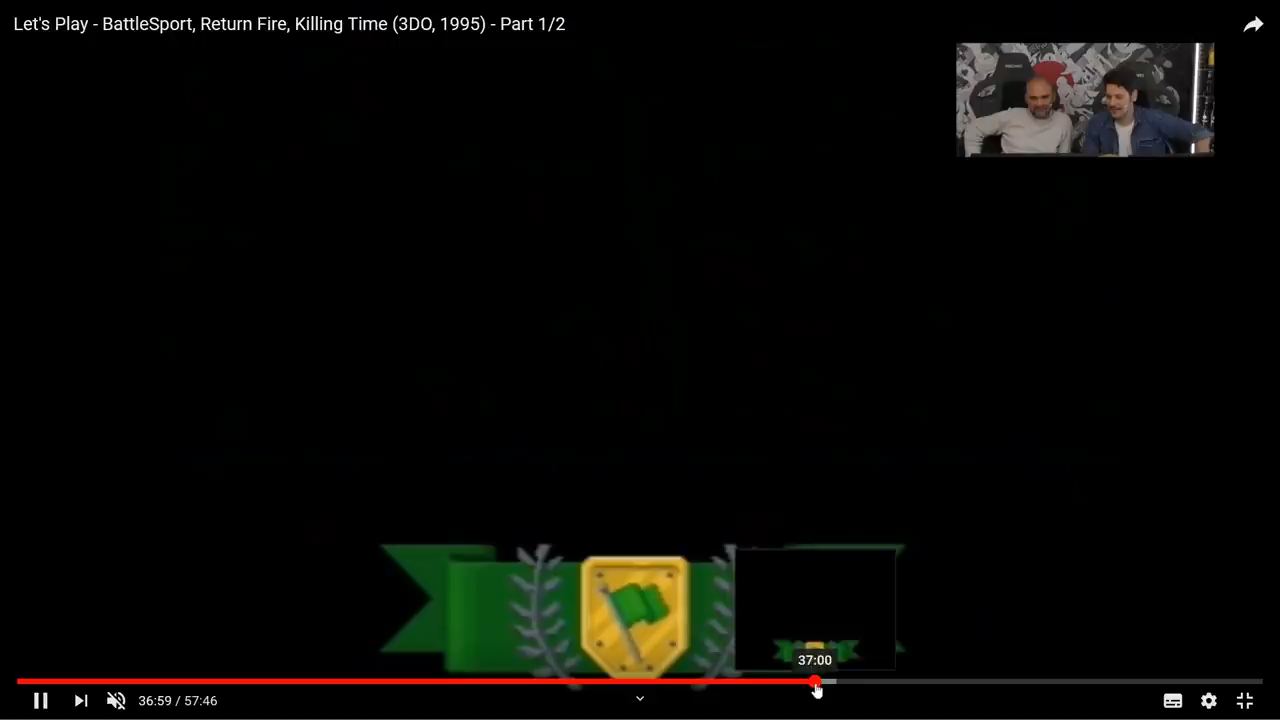 Let's Play - BattleSport, Return Fire, Killing Time (3DO, 1995) - Part 1/2
37:00
36:59 / 57:46